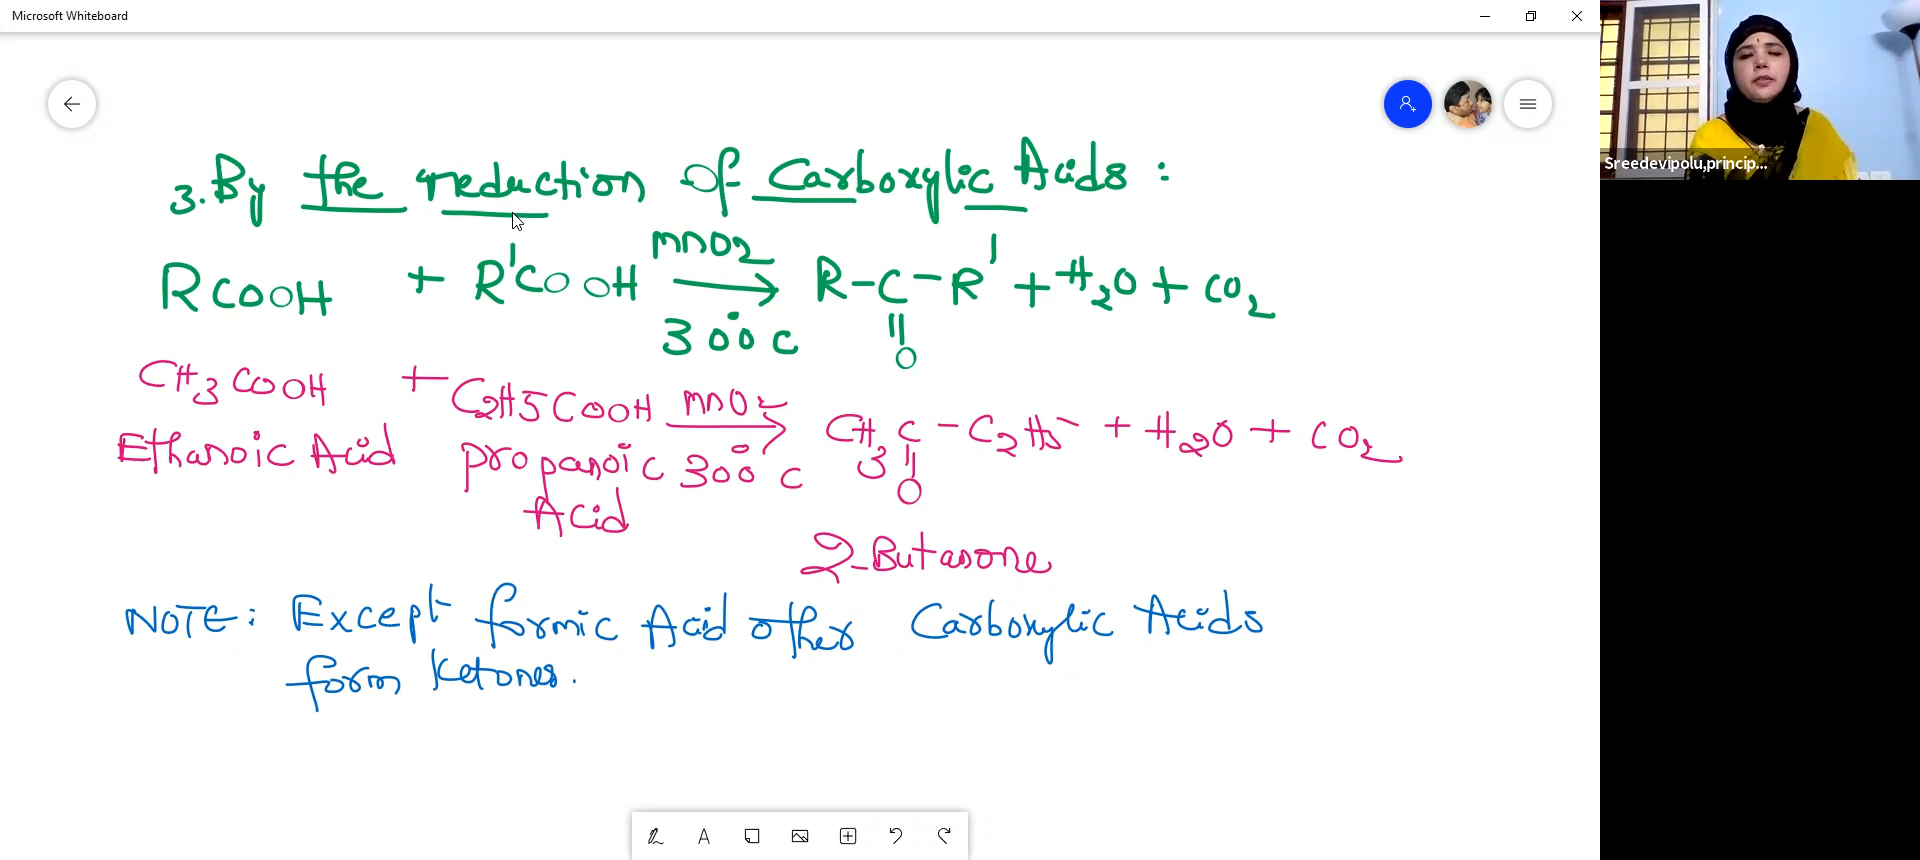 Microsoft Whiteboard
Sreedevipolu,princip...
3. By the reduction of Carboxylic Acids :
RCOOH + R'COOH MnO2 300°C R-C-R' + H2O + CO2
O
CH3COOH + C2H5COOH MnO2 300°C CH3 C - C2H5 + H2O + CO2
O
Ethanoic Acid propanoic
Acid
2-Butanone
NOTE: Except formic Acid other Carboxylic Acids
form Ketones.